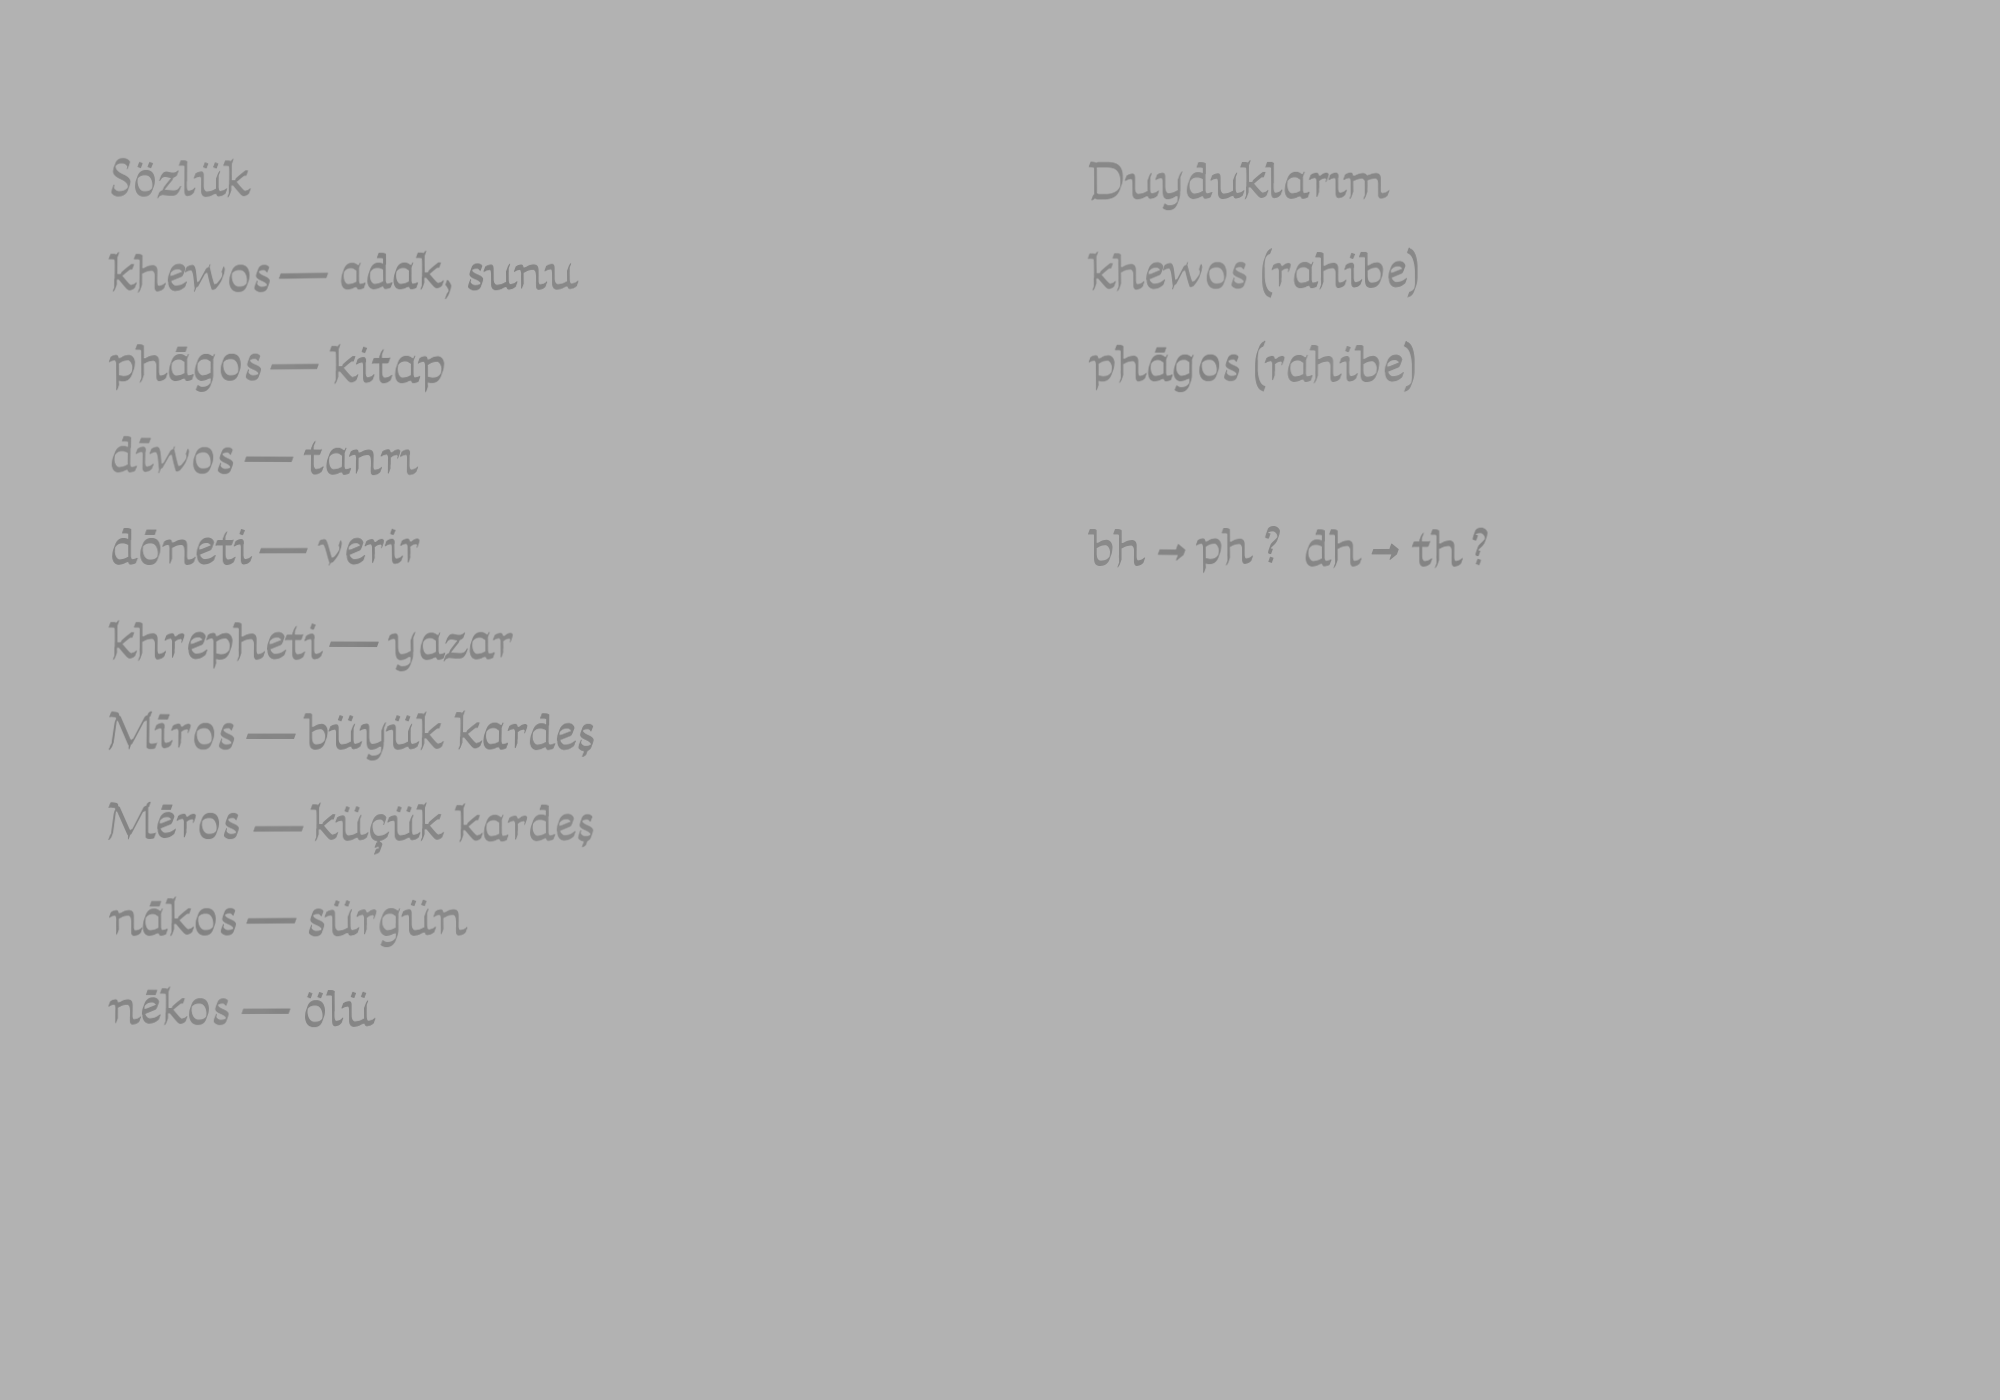 Sözlük
khewos — adak, sunu
phāgos — kitap
dīwos — tanrı
dōneti — verir
khrepheti — yazar
Mīros — büyük kardeş
Mēros — küçük kardeş
nākos — sürgün
nēkos — ölü
Duyduklarım
khewos (rahibe)
phāgos (rahibe)
bh → ph ? dh → th ?